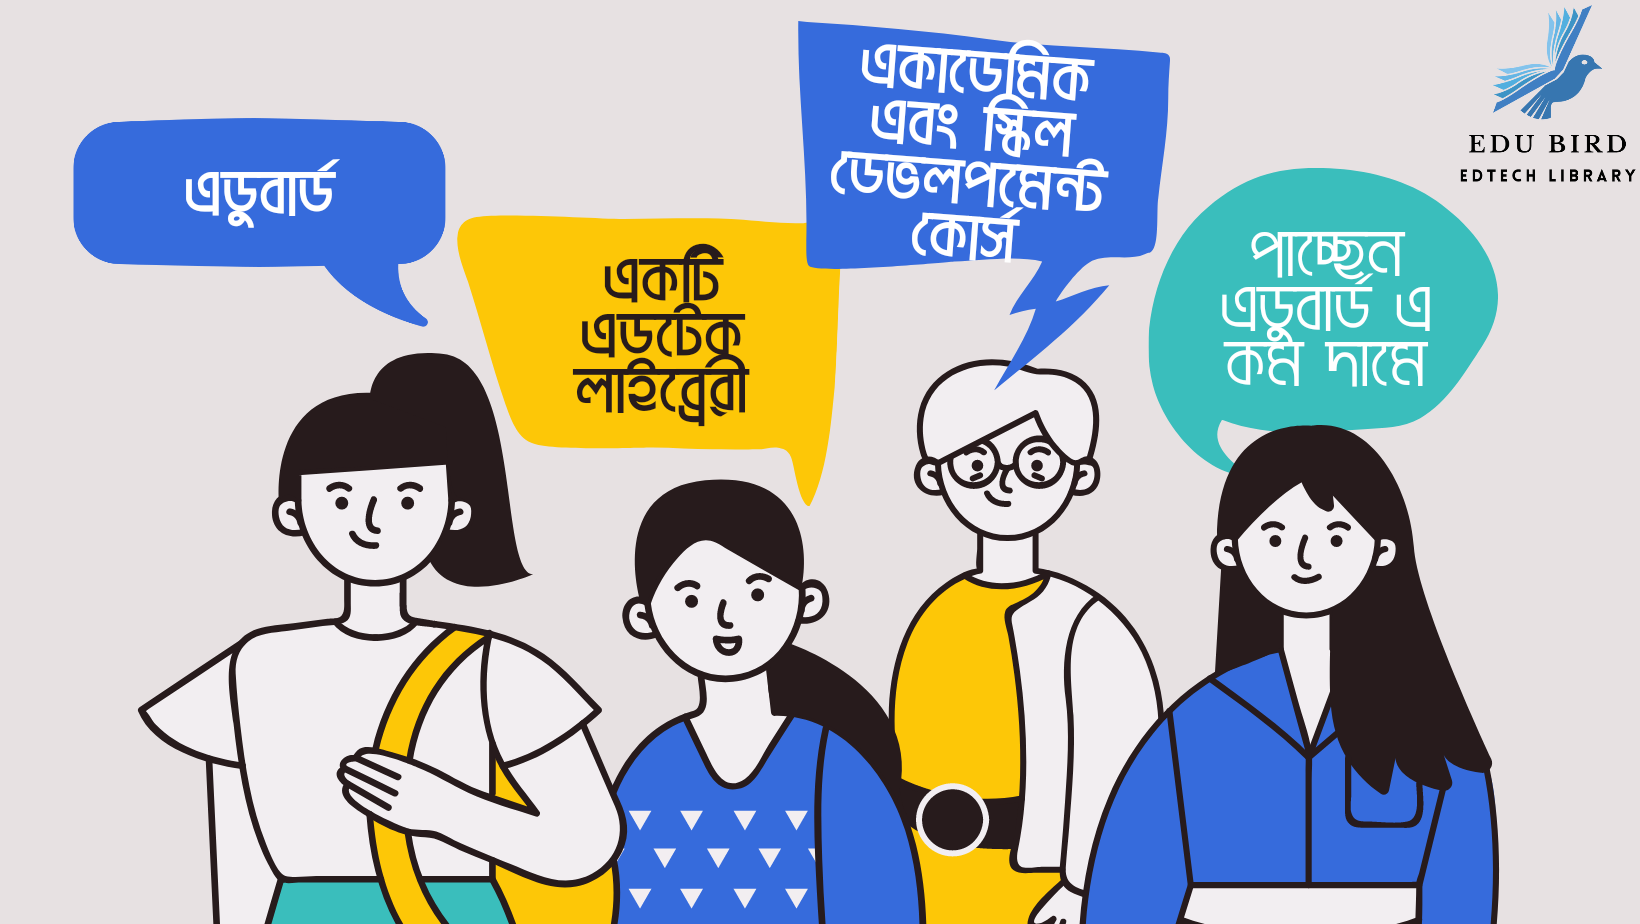 এডুবার্ড
একটি
এডটেক
লাইব্রেরী
একাডেমিক
এবং স্কিল
ডেভলপমেন্ট
কোর্স
পাচ্ছেন
এডুবার্ড এ
কম দামে
EDU BIRD
EDTECH LIBRARY